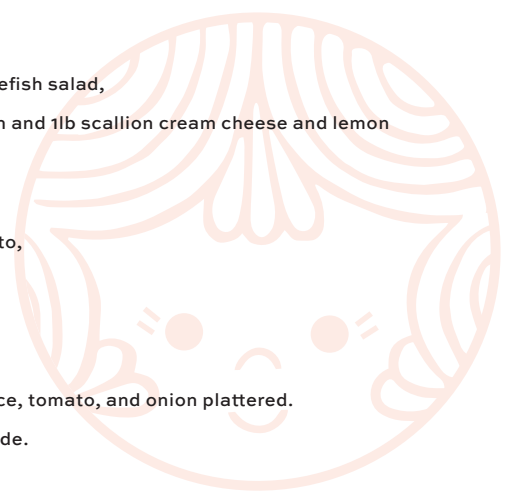 efish salad,
n and 1lb scallion cream cheese and lemon
to,
ce, tomato, and onion plattered.
de.